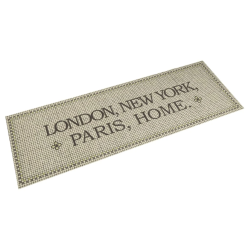 LONDON, NEW YORK,
PARIS, HOME.